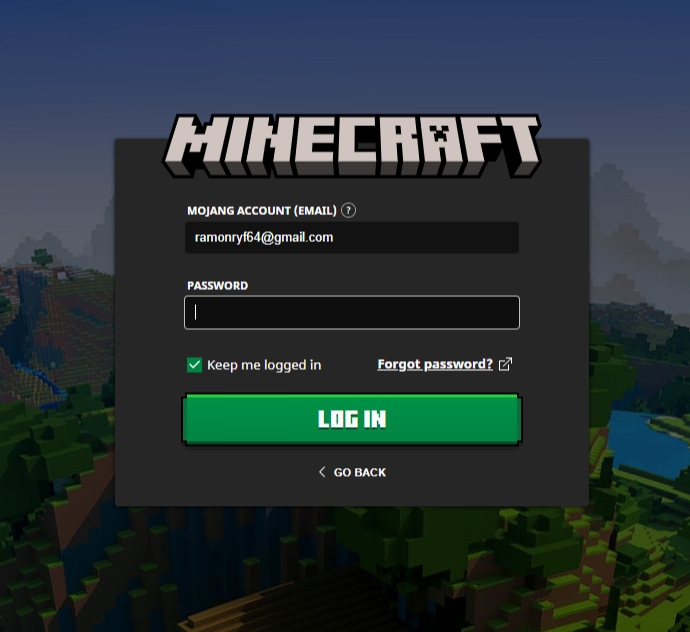 MINECRAFT
MOJANG ACCOUNT (EMAIL) ?
ramonryf64@gmail.com
PASSWORD
Keep me logged in Forgot password?
LOG IN
GO BACK